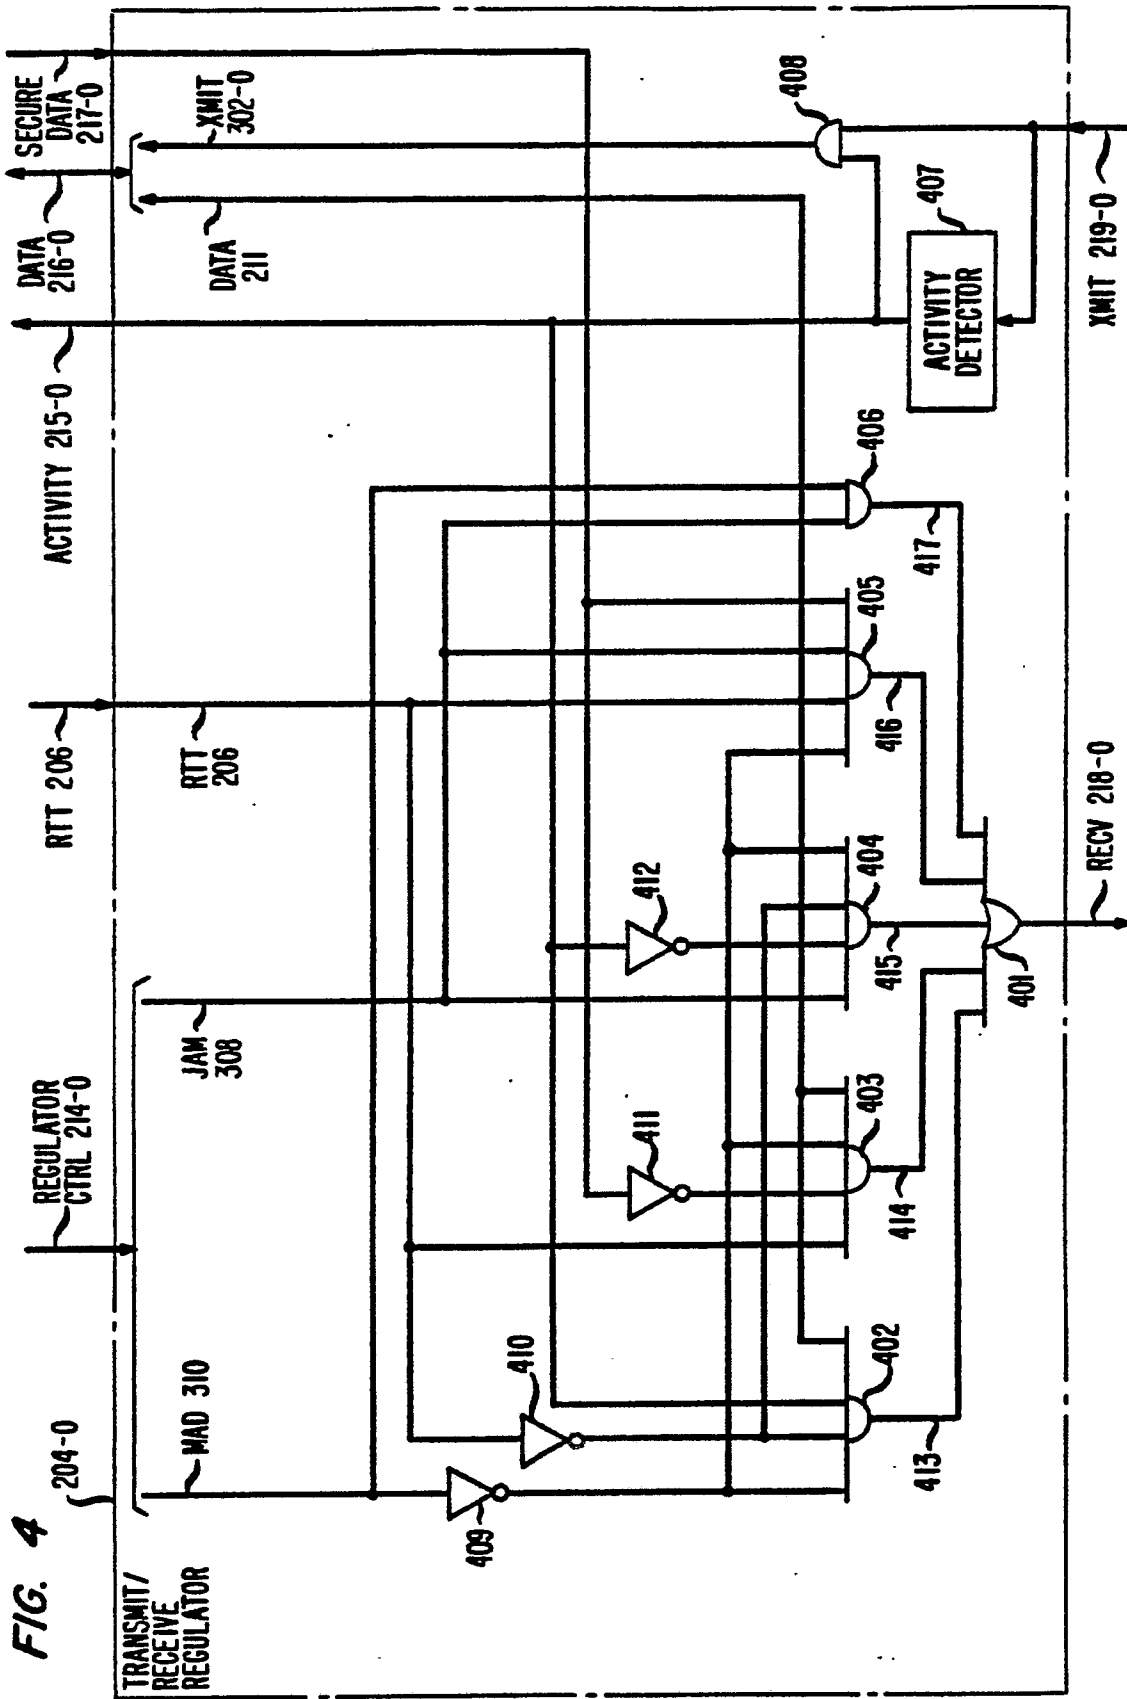 FIG. 4
204-0
TRANSMIT/
RECEIVE
REGULATOR
REGULATOR
CTRL 214-0
RTT 206
ACTIVITY 215-0
DATA
216-0
SECURE
DATA
217-0
MAD 310
JAM
308
RTT
206
DATA
211
XMIT
302-0
409
410
411
412
402
403
404
405
406
408
407
ACTIVITY
DETECTOR
413
414
415
416
417
401
RECV 218-0
XMIT 219-0